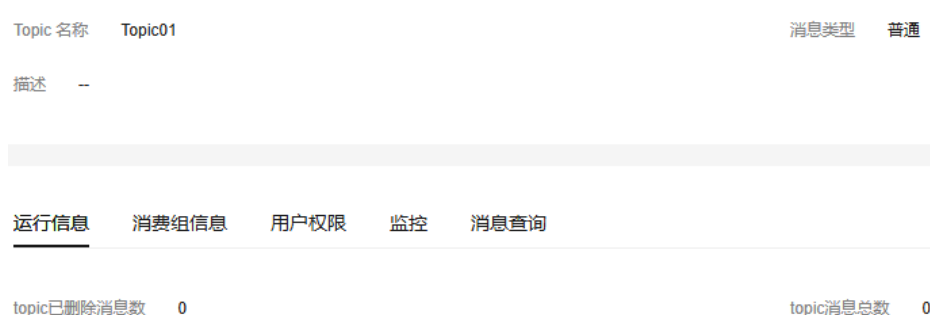 Topic 名称 Topic01 消息类型 普通
描述 --
运行信息 消费组信息 用户权限 监控 消息查询
topic已删除消息数 0 topic消息总数 0